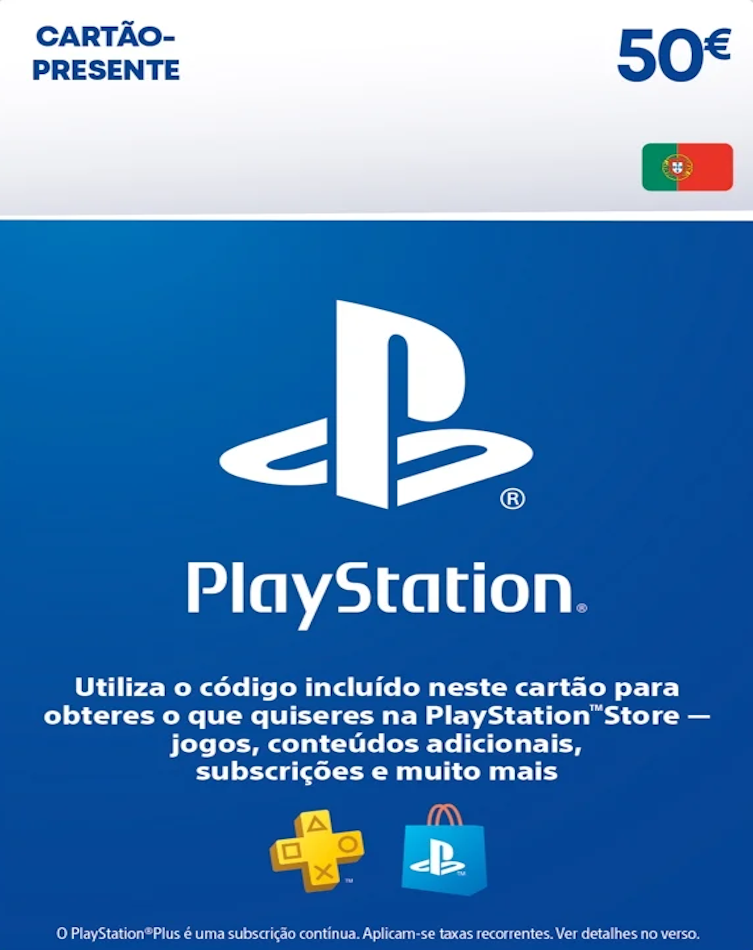 CARTÃO-
PRESENTE
50€
®
PlayStation®
Utiliza o código incluído neste cartão para
obteres o que quiseres na PlayStation™Store —
jogos, conteúdos adicionais,
subscrições e muito mais
™
™
O PlayStation®Plus é uma subscrição contínua. Aplicam-se taxas recorrentes. Ver detalhes no verso.